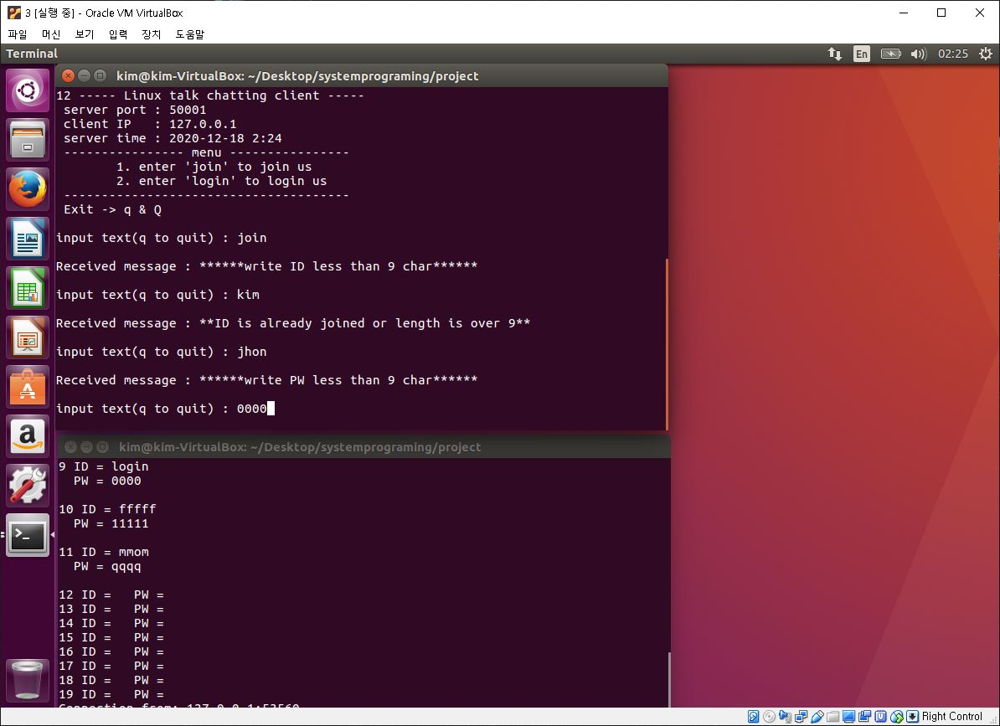 3 [실행 중] - Oracle VM VirtualBox
파일 머신 보기 입력 장치 도움말
Terminal En 02:25
kim@kim-VirtualBox: ~/Desktop/systemprograming/project
12 ----- Linux talk chatting client -----
server port : 50001
client IP   : 127.0.0.1
server time : 2020-12-18 2:24
---------------- menu ----------------
1. enter 'join' to join us
2. enter 'login' to login us
--------------------------------------
Exit -> q & Q
input text(q to quit) : join
Received message : ******write ID less than 9 char******
input text(q to quit) : kim
Received message : **ID is already joined or length is over 9**
input text(q to quit) : jhon
Received message : ******write PW less than 9 char******
input text(q to quit) : 0000
kim@kim-VirtualBox: ~/Desktop/systemprograming/project
9 ID = login
PW = 0000
10 ID = fffff
PW = 11111
11 ID = mmom
PW = qqqq
12 ID =   PW =
13 ID =   PW =
14 ID =   PW =
15 ID =   PW =
16 ID =   PW =
17 ID =   PW =
18 ID =   PW =
19 ID =   PW =
Connection from: 127.0.0.1:53560
Right Control